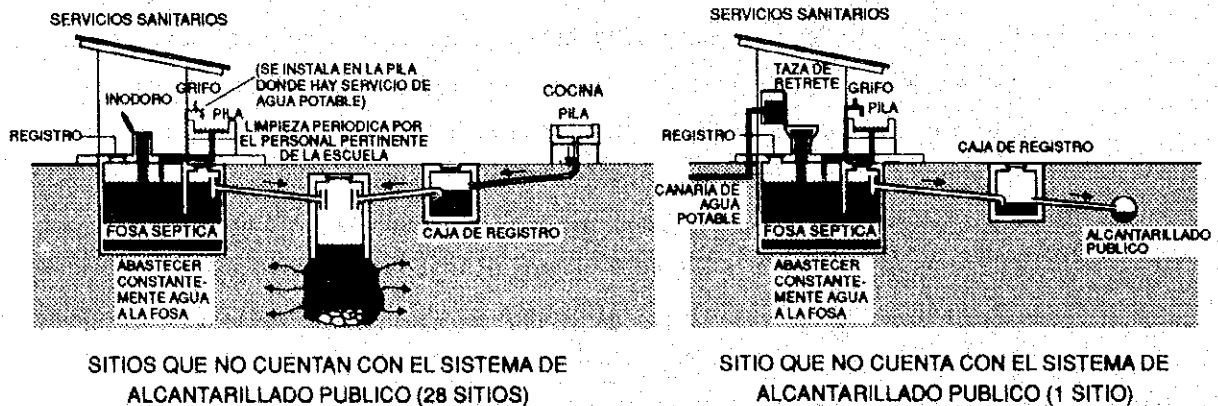 SERVICIOS SANITARIOS
(SE INSTALA EN LA PILA
DONDE HAY SERVICIO DE
AGUA POTABLE)
GRIFO
INODORO
PILA
REGISTRO
LIMPIEZA PERIODICA POR
EL PERSONAL PERTINENTE
DE LA ESCUELA
COCINA
PILA
FOSA SEPTICA
CAJA DE REGISTRO
ABASTECER
CONSTANTE-
MENTE AGUA
A LA FOSA
SITIOS QUE NO CUENTAN CON EL SISTEMA DE
ALCANTARILLADO PUBLICO (28 SITIOS)
SERVICIOS SANITARIOS
TAZA DE
RETRETE
GRIFO
PILA
REGISTRO
CAJA DE REGISTRO
CANARIA DE
AGUA
POTABLE
FOSA SEPTICA
ALCANTARILLADO
PUBLICO
ABASTECER
CONSTANTE-
MENTE AGUA
A LA FOSA
SITIO QUE NO CUENTA CON EL SISTEMA DE
ALCANTARILLADO PUBLICO (1 SITIO)